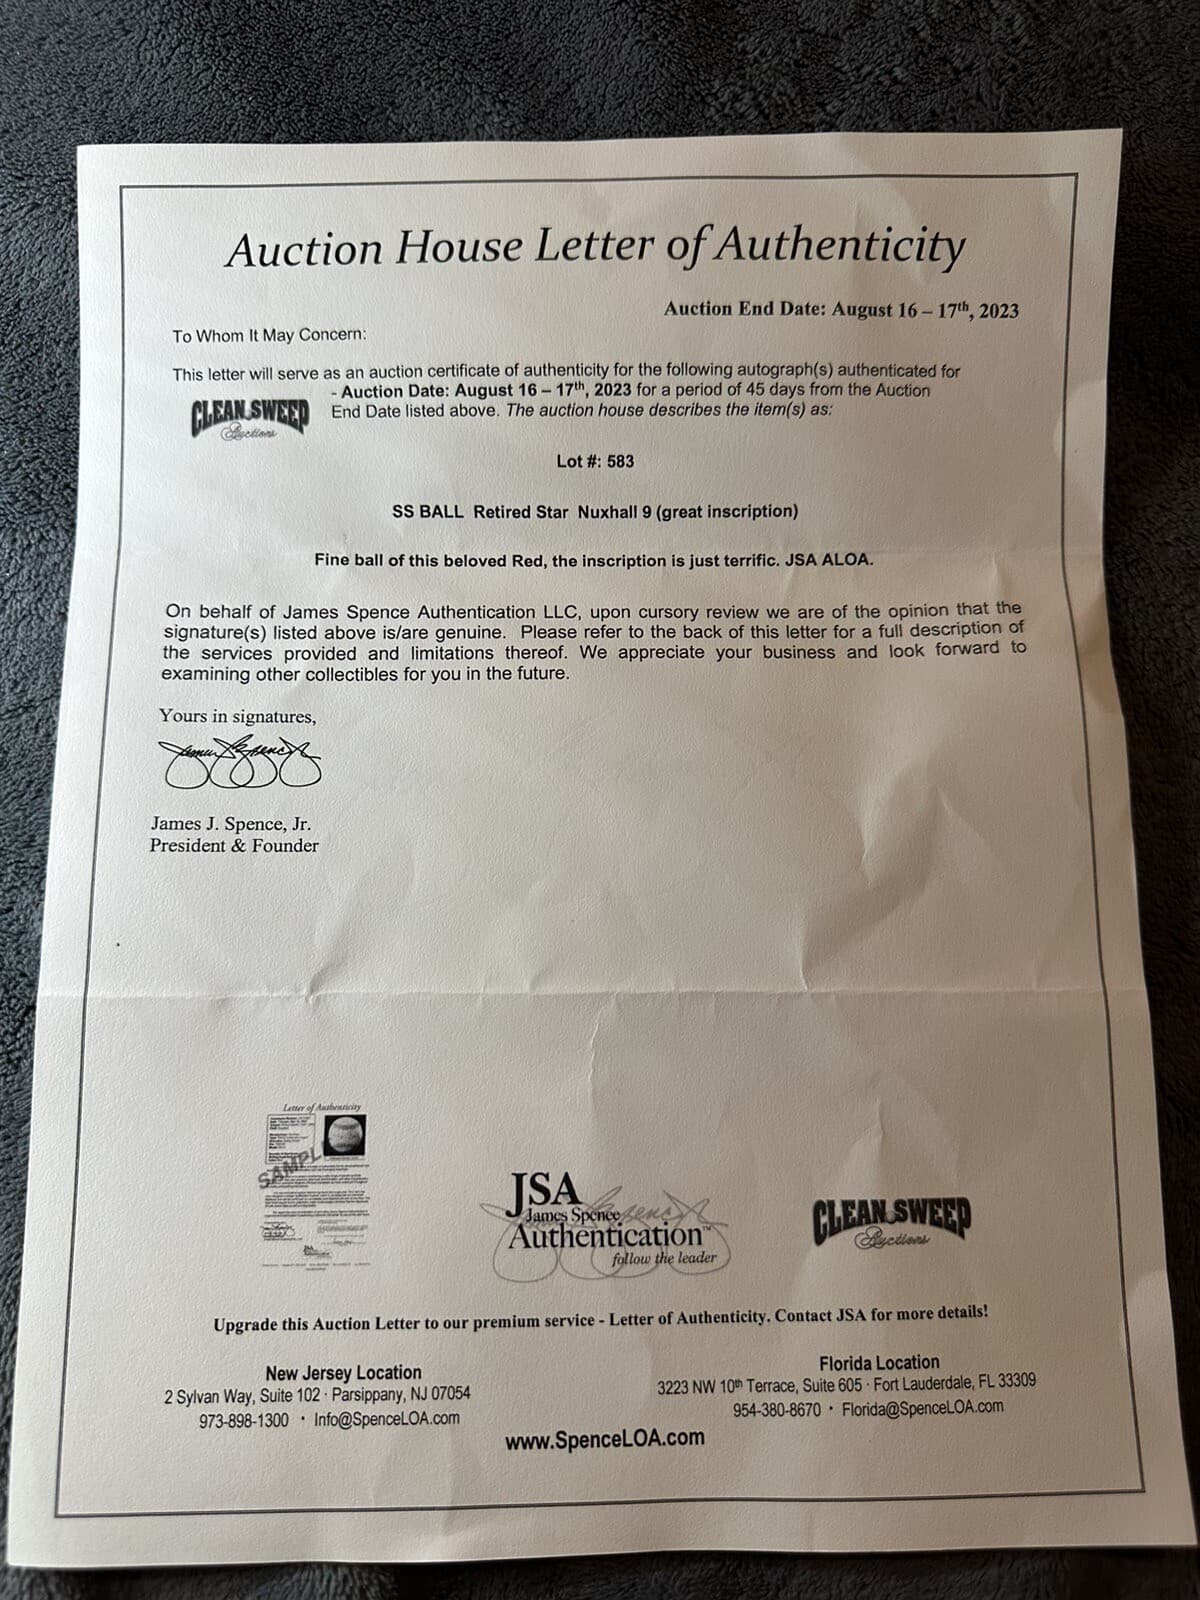 Auction House Letter of Authenticity
Auction End Date: August 16 – 17th, 2023
To Whom It May Concern:
This letter will serve as an auction certificate of authenticity for the following autograph(s) authenticated for
- Auction Date: August 16 – 17th, 2023 for a period of 45 days from the Auction
CLEAN SWEEP
Auctions
End Date listed above. The auction house describes the item(s) as:
Lot #: 583
SS BALL Retired Star Nuxhall 9 (great inscription)
Fine ball of this beloved Red, the inscription is just terrific. JSA ALOA.
On behalf of James Spence Authentication LLC, upon cursory review we are of the opinion that the
signature(s) listed above is/are genuine. Please refer to the back of this letter for a full description of
the services provided and limitations thereof. We appreciate your business and look forward to
examining other collectibles for you in the future.
Yours in signatures,
James J. Spence, Jr.
President & Founder
Letter of Authenticity
SAMPLE
JSA
James Spence
Authentication™
follow the leader
CLEAN SWEEP
Auctions
Upgrade this Auction Letter to our premium service - Letter of Authenticity. Contact JSA for more details!
New Jersey Location
2 Sylvan Way, Suite 102 · Parsippany, NJ 07054
973-898-1300 · Info@SpenceLOA.com
Florida Location
3223 NW 10th Terrace, Suite 605 · Fort Lauderdale, FL 33309
954-380-8670 · Florida@SpenceLOA.com
www.SpenceLOA.com